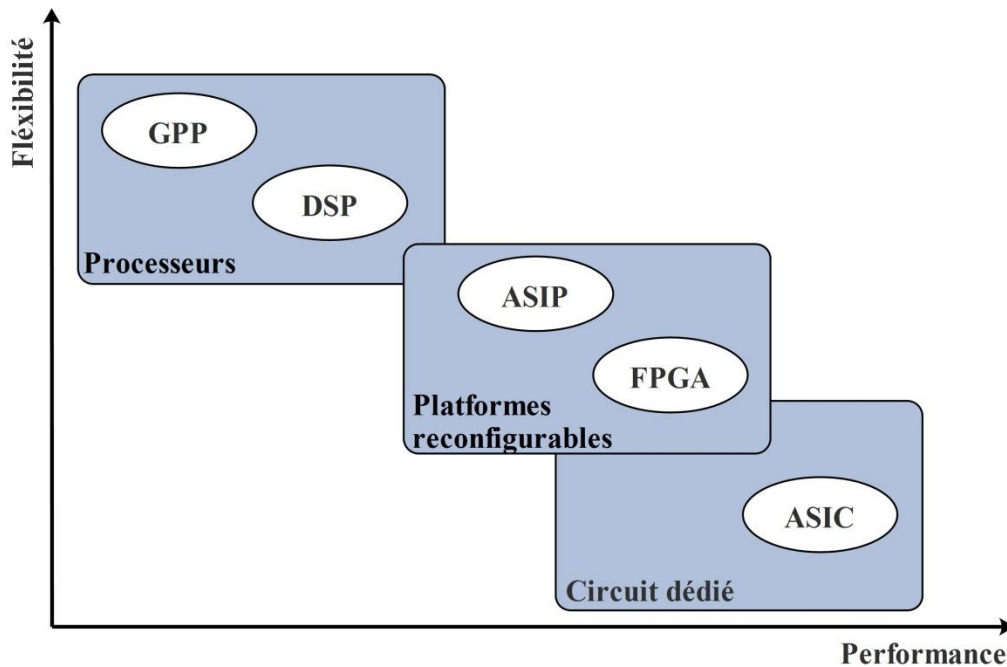 Fléxibilité
GPP
DSP
Processeurs
ASIP
FPGA
Platformes
reconfigurables
ASIC
Circuit dédié
Performance